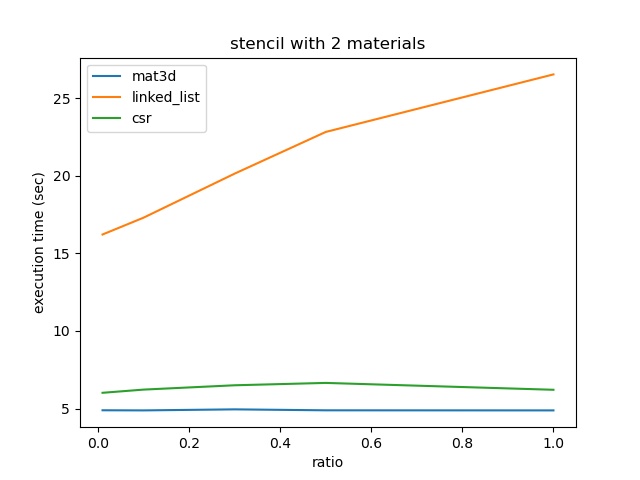 stencil with 2 materials
mat3d
linked_list
csr
execution time (sec)
25
20
15
10
5
0.0 0.2 0.4 0.6 0.8 1.0
ratio